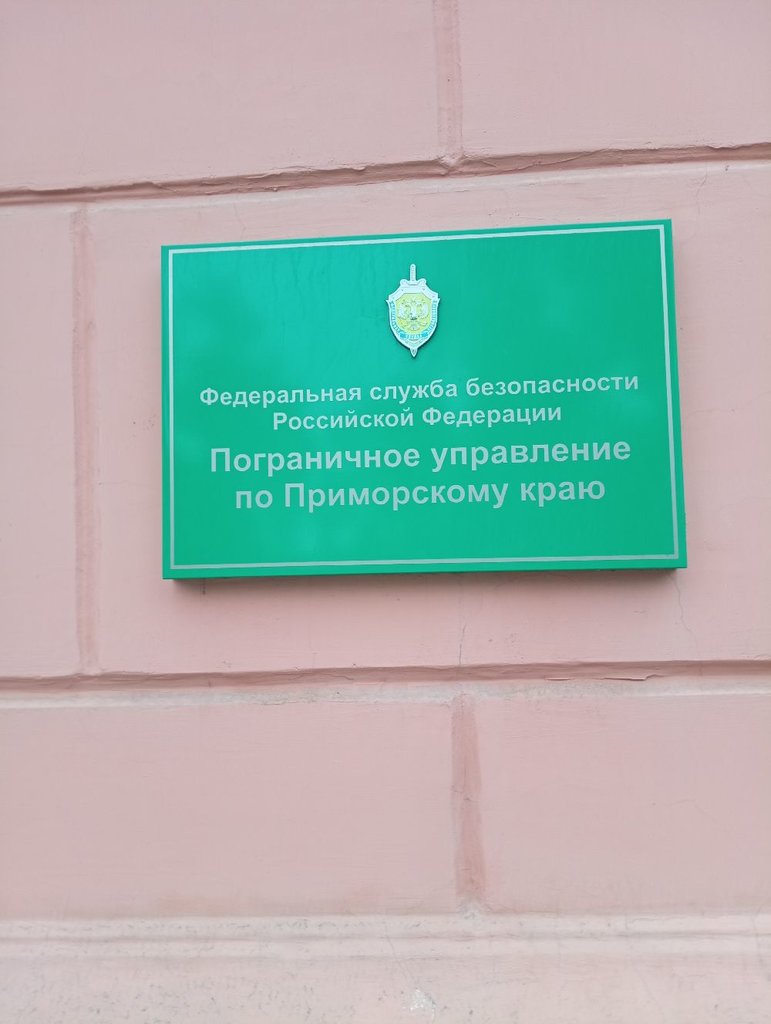 Федеральная служба безопасности
Российской Федерации
Пограничное управление
по Приморскому краю